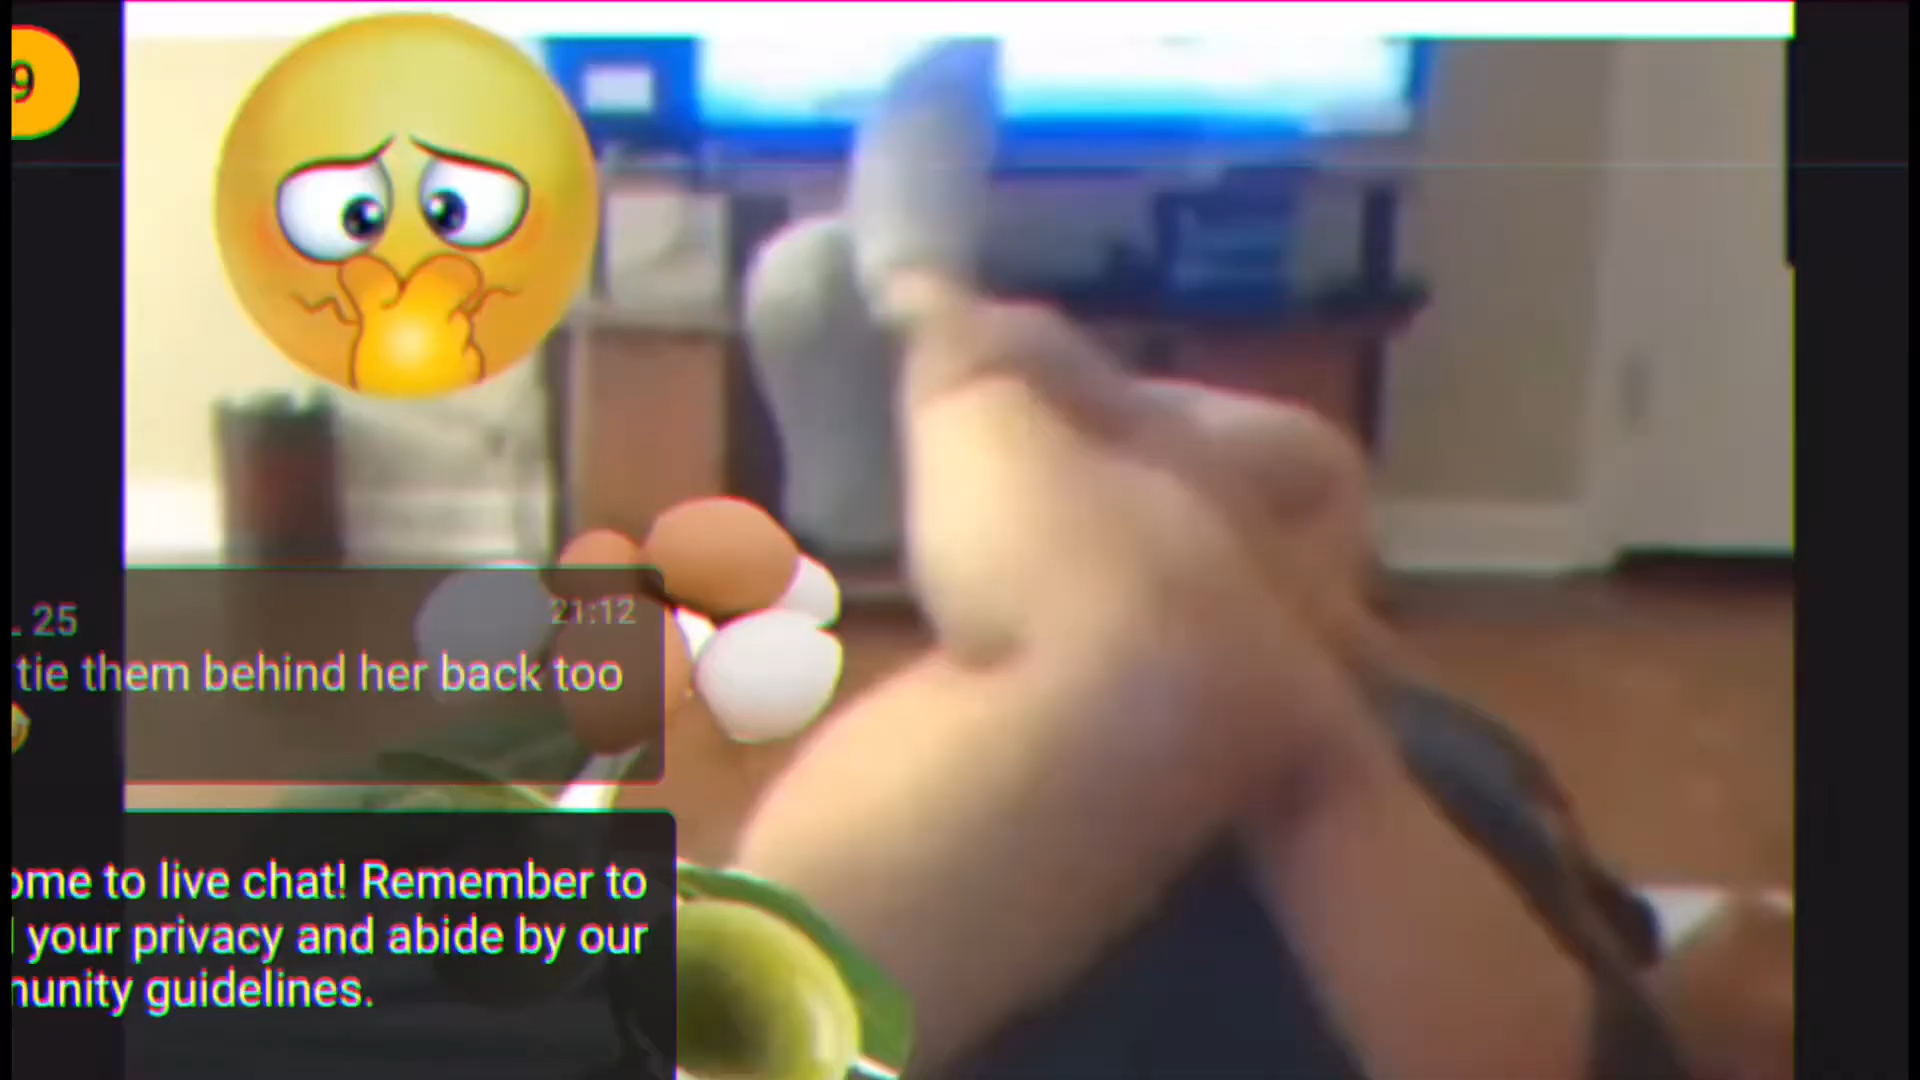 9
25
21:12
tie them behind her back too
ome to live chat! Remember to
your privacy and abide by our
unity guidelines.